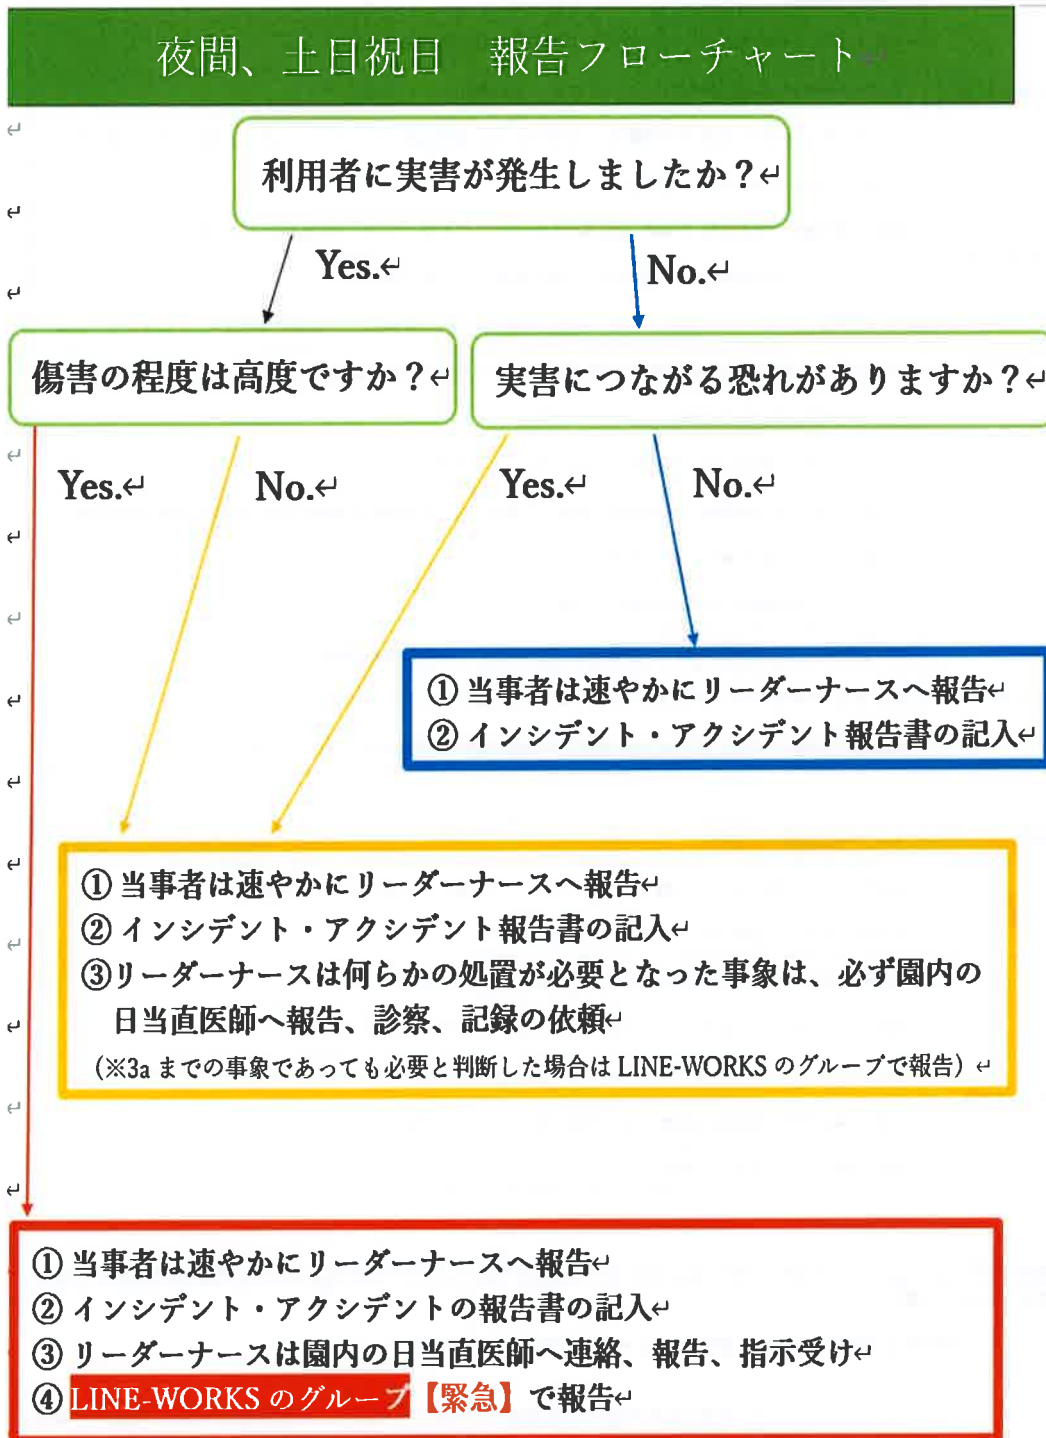 夜間、土日祝日　報告フローチャート↵
利用者に実害が発生しましたか？↵
Yes.↵
No.↵
傷害の程度は高度ですか？↵
実害につながる恐れがありますか？↵
Yes.↵
No.↵
Yes.↵
No.↵
① 当事者は速やかにリーダーナースへ報告↵
② インシデント・アクシデント報告書の記入↵
① 当事者は速やかにリーダーナースへ報告↵
② インシデント・アクシデント報告書の記入↵
③リーダーナースは何らかの処置が必要となった事象は、必ず園内の
日当直医師へ報告、診察、記録の依頼↵
（※3a までの事象であっても必要と判断した場合は LINE-WORKS のグループで報告）↵
① 当事者は速やかにリーダーナースへ報告↵
② インシデント・アクシデントの報告書の記入↵
③ リーダーナースは園内の日当直医師へ連絡、報告、指示受け↵
④ LINE-WORKS のグループ【緊急】で報告↵